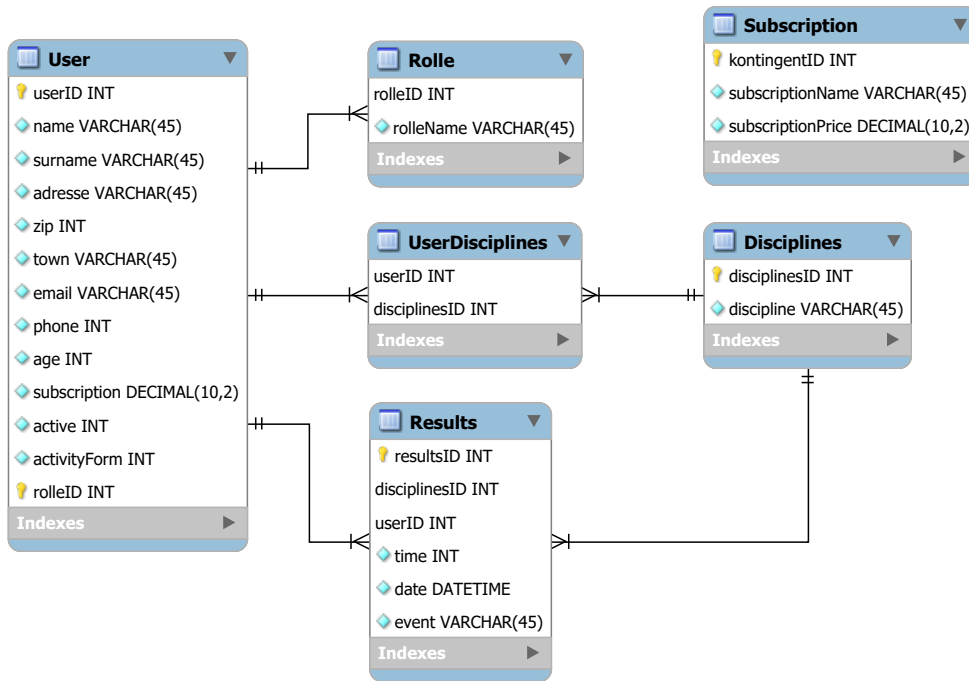 User
userID INT
name VARCHAR(45)
surname VARCHAR(45)
adresse VARCHAR(45)
zip INT
town VARCHAR(45)
email VARCHAR(45)
phone INT
age INT
subscription DECIMAL(10,2)
active INT
activityForm INT
rolleID INT
Indexes
Rolle
rolleID INT
rolleName VARCHAR(45)
Indexes
Subscription
kontingentID INT
subscriptionName VARCHAR(45)
subscriptionPrice DECIMAL(10,2)
Indexes
UserDisciplines
userID INT
disciplinesID INT
Indexes
Disciplines
disciplinesID INT
discipline VARCHAR(45)
Indexes
Results
resultsID INT
disciplinesID INT
userID INT
time INT
date DATETIME
event VARCHAR(45)
Indexes